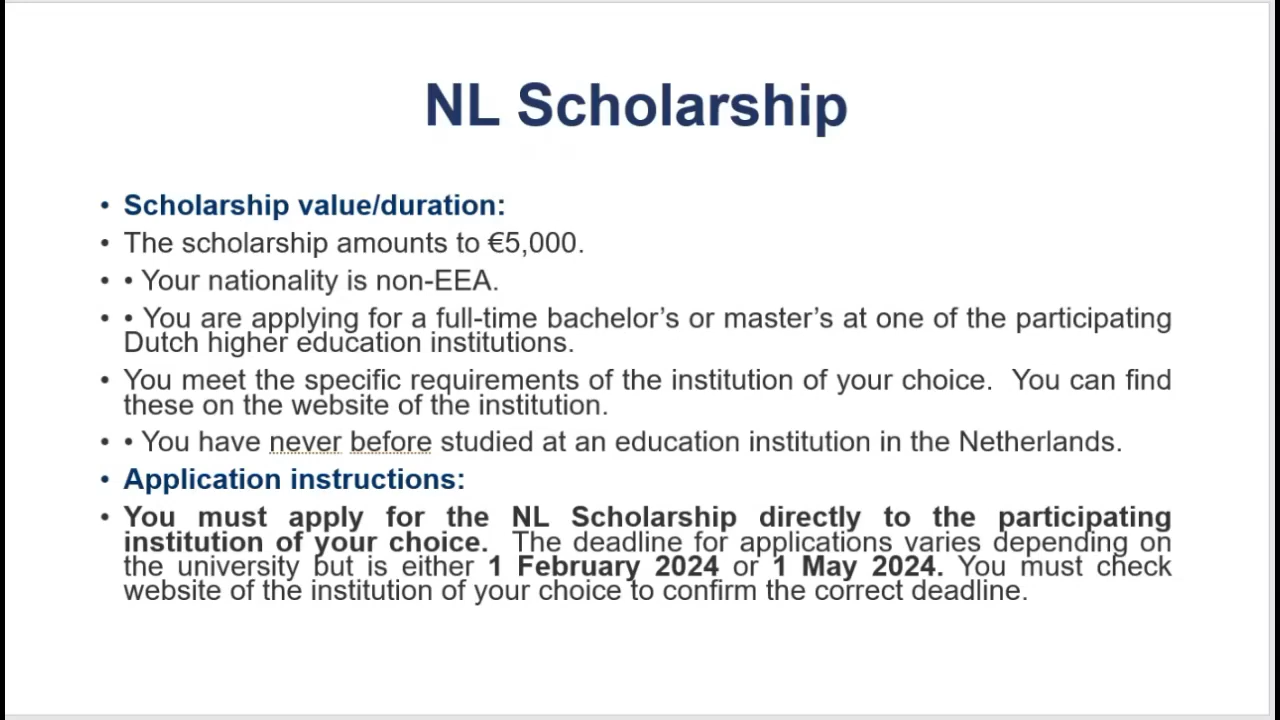 NL Scholarship
• Scholarship value/duration:
• The scholarship amounts to €5,000.
• • Your nationality is non-EEA.
• • You are applying for a full-time bachelor’s or master’s at one of the participating
Dutch higher education institutions.
• You meet the specific requirements of the institution of your choice.  You can find
these on the website of the institution.
• • You have never before studied at an education institution in the Netherlands.
• Application instructions:
• You must apply for the NL Scholarship directly to the participating
institution of your choice.  The deadline for applications varies depending on
the university but is either 1 February 2024 or 1 May 2024. You must check
website of the institution of your choice to confirm the correct deadline.